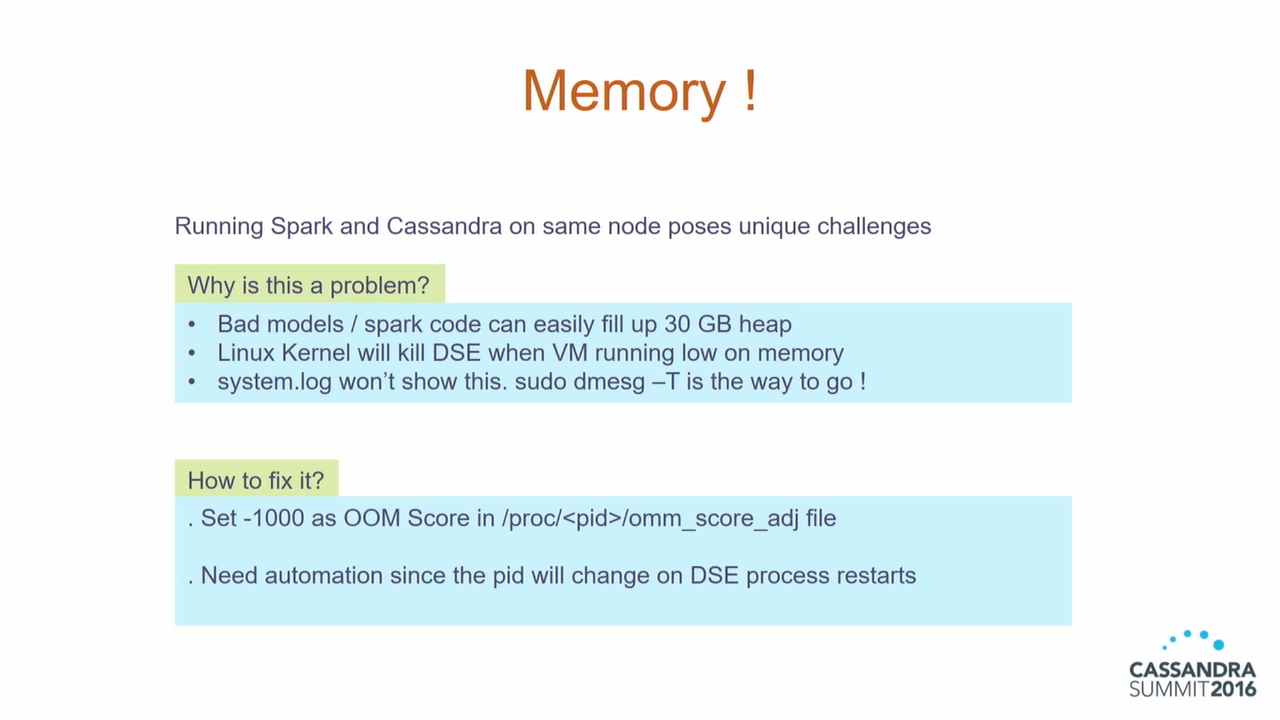 Memory !
Running Spark and Cassandra on same node poses unique challenges
Why is this a problem?
• Bad models / spark code can easily fill up 30 GB heap
• Linux Kernel will kill DSE when VM running low on memory
• system.log won’t show this. sudo dmesg –T is the way to go !
How to fix it?
. Set -1000 as OOM Score in /proc/<pid>/omm_score_adj file
. Need automation since the pid will change on DSE process restarts
CASSANDRA
SUMMIT2016